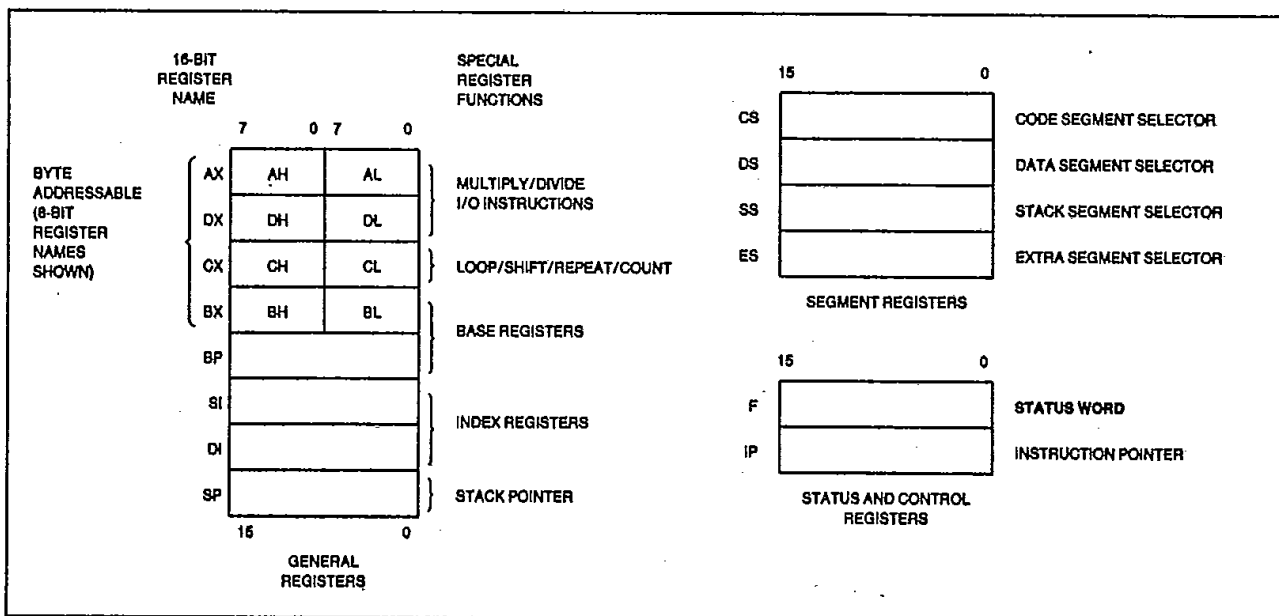 16-BIT
REGISTER
NAME
SPECIAL
REGISTER
FUNCTIONS
7 0 7 0
BYTE
ADDRESSABLE
(8-BIT
REGISTER
NAMES
SHOWN)
AX AH AL
DX DH DL
MULTIPLY/DIVIDE
I/O INSTRUCTIONS
CX CH CL
LOOP/SHIFT/REPEAT/COUNT
BX BH BL
BP
BASE REGISTERS
SI
DI
INDEX REGISTERS
SP
STACK POINTER
15 0
GENERAL
REGISTERS
15 0
CS CODE SEGMENT SELECTOR
DS DATA SEGMENT SELECTOR
SS STACK SEGMENT SELECTOR
ES EXTRA SEGMENT SELECTOR
SEGMENT REGISTERS
15 0
F STATUS WORD
IP INSTRUCTION POINTER
STATUS AND CONTROL
REGISTERS